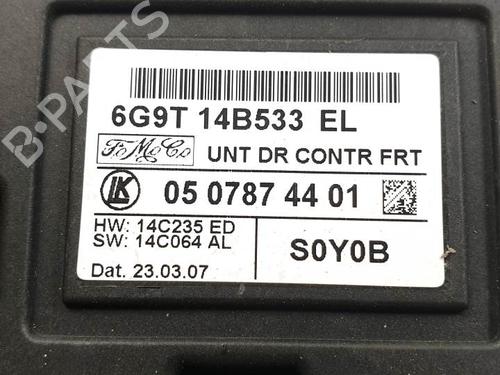 6G9T 14B533 EL
FoMoCo UNT DR CONTR FRT
LK 05 0787 44 01
HW: 14C235 ED
SW: 14C064 AL
S0Y0B
Dat. 23.03.07
B-PARTS